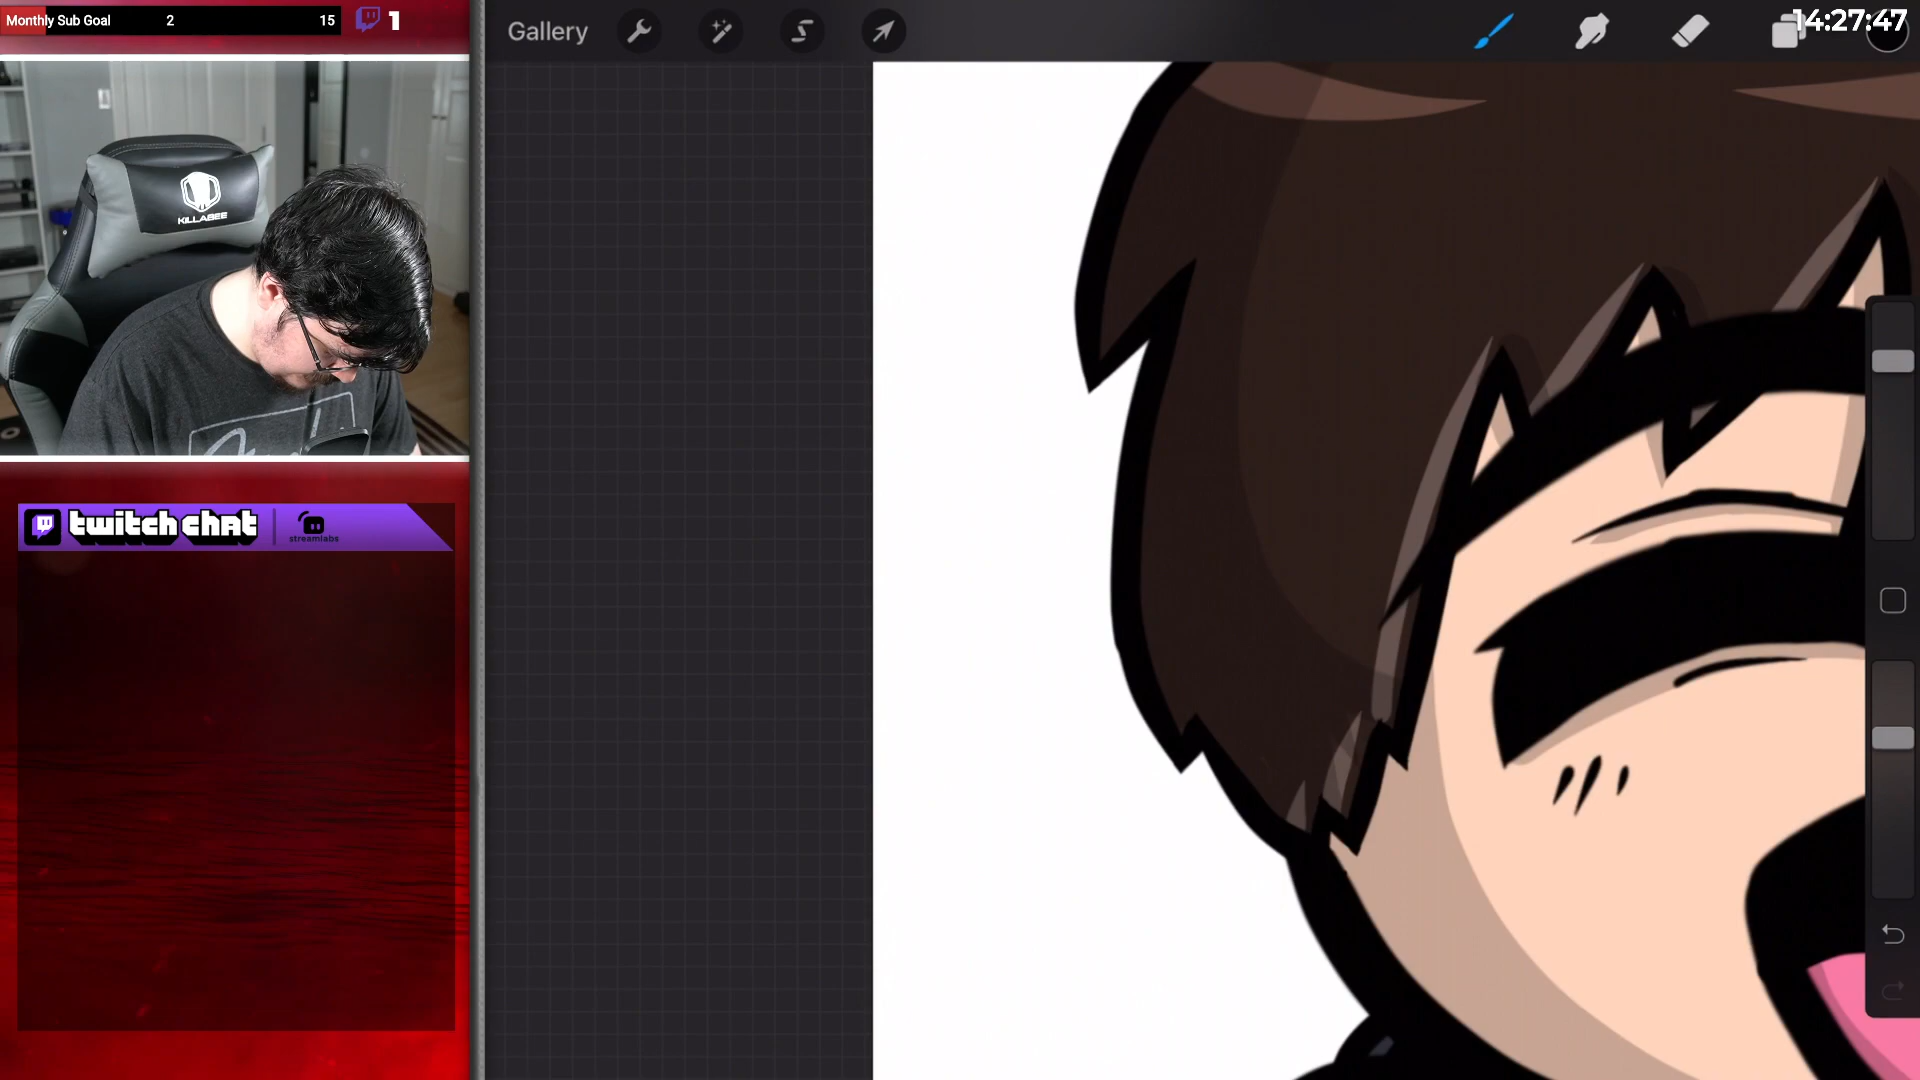 Monthly Sub Goal 2 15 1
Gallery
14:27:47
KILLABEE
twitch chat
streamlabs